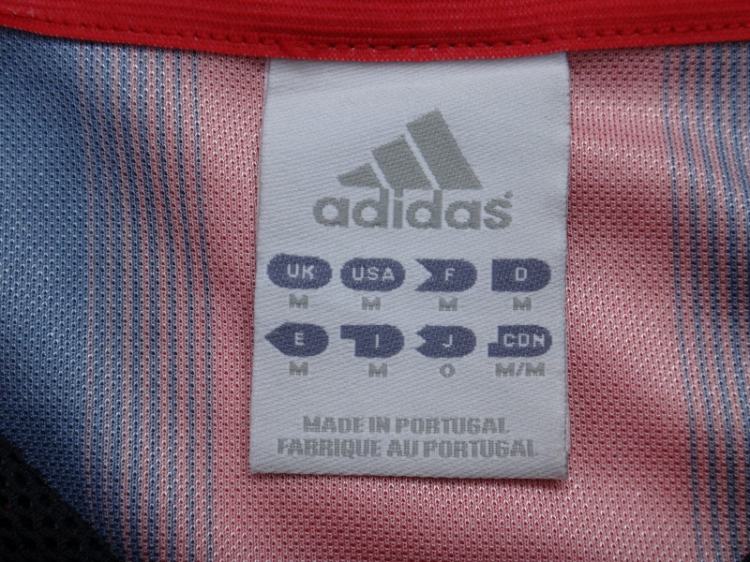 adidas
UK USA F D
M M M M
E I J CDN
M M O M/M
MADE IN PORTUGAL
FABRIQUE AU PORTUGAL